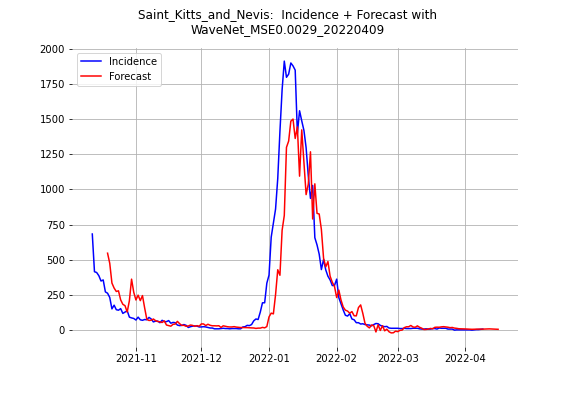 Saint_Kitts_and_Nevis:  Incidence + Forecast with
WaveNet_MSE0.0029_20220409
Incidence
Forecast
2000
1750
1500
1250
1000
750
500
250
0
2021-11 2021-12 2022-01 2022-02 2022-03 2022-04